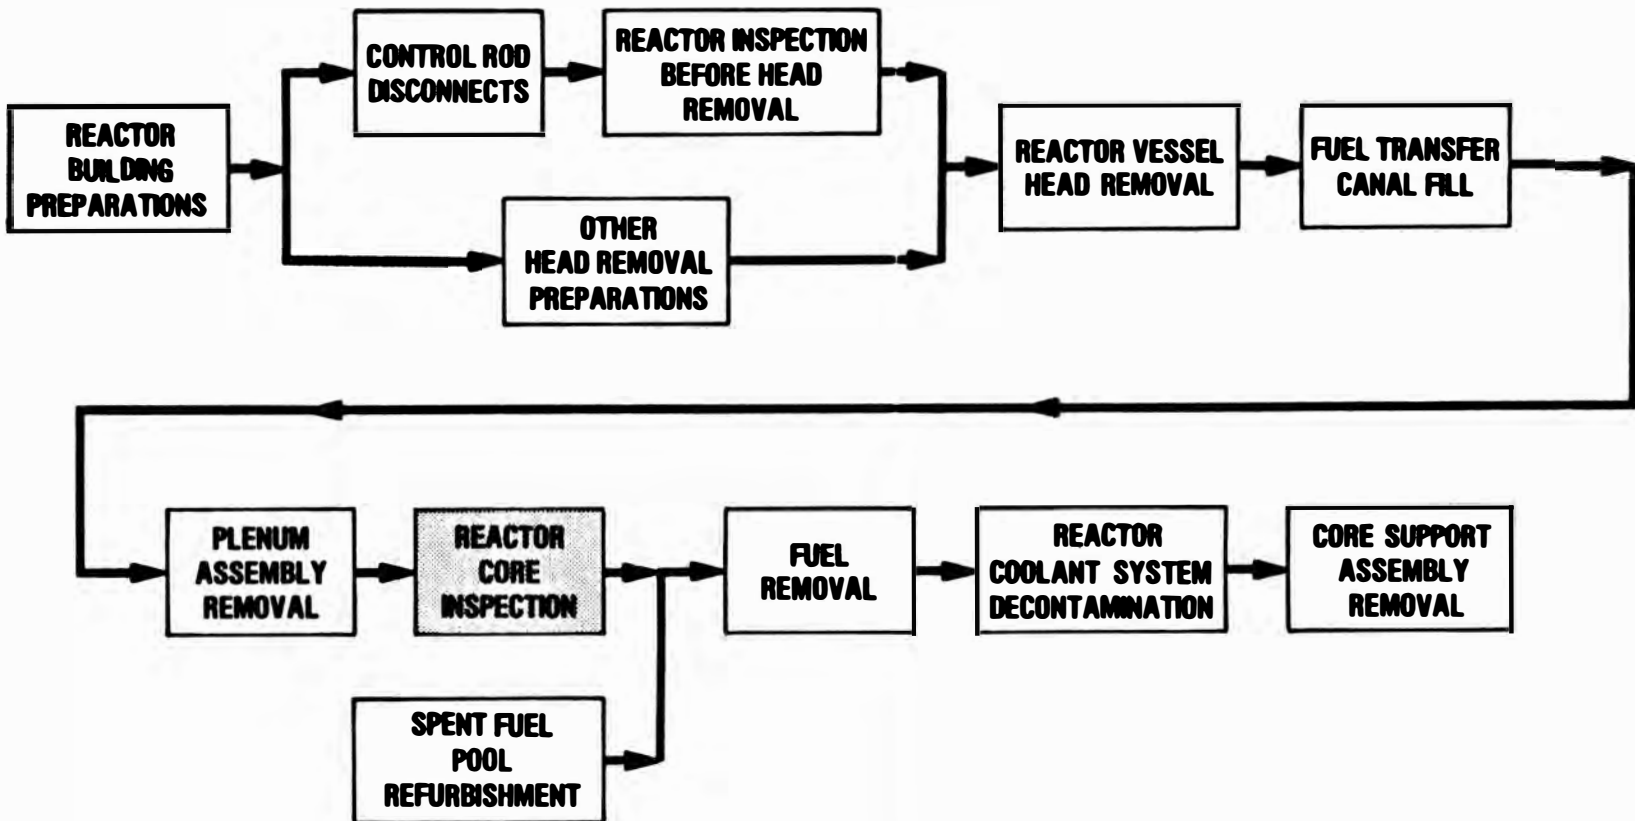 REACTOR
BUILDING
PREPARATIONS
CONTROL ROD
DISCONNECTS
REACTOR INSPECTION
BEFORE HEAD
REMOVAL
OTHER
HEAD REMOVAL
PREPARATIONS
REACTOR VESSEL
HEAD REMOVAL
FUEL TRANSFER
CANAL FILL
PLENUM
ASSEMBLY
REMOVAL
REACTOR
CORE
INSPECTION
SPENT FUEL
POOL
REFURBISHMENT
FUEL
REMOVAL
REACTOR
COOLANT SYSTEM
DECONTAMINATION
CORE SUPPORT
ASSEMBLY
REMOVAL